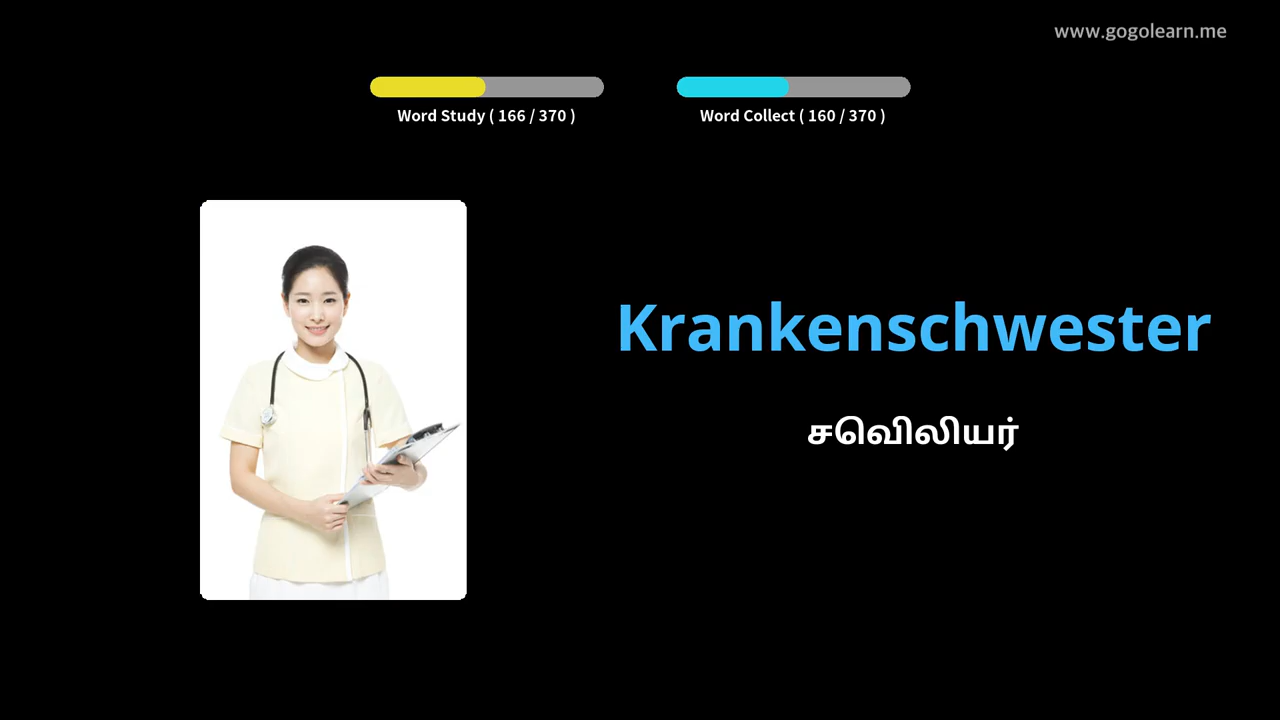 www.gogolearn.me
Word Study ( 166 / 370 )
Word Collect ( 160 / 370 )
Krankenschwester
சவெிலியர்